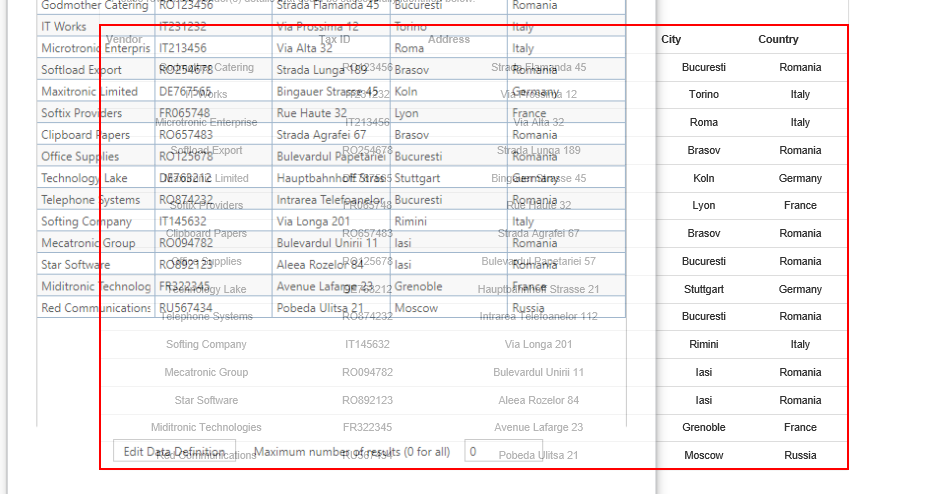 Godmother Catering RO123456 Strada Flamanda 45 Bucuresti Romania
IT Works IT231232 Via Prossima 12 Torino Italy
Microtronic Enterpris IT213456 Via Alta 32 Roma Italy
Softload Export RO254678 Strada Lunga 189 Brasov Romania
Maxitronic Limited DE767565 Bingauer Strasse 45 Koln Germany
Softix Providers FR065748 Rue Haute 32 Lyon France
Clipboard Papers RO657483 Strada Agrafei 67 Brasov Romania
Office Supplies RO125678 Bulevardul Papetariei Bucuresti Romania
Technology Lake DE763212 Hauptbahnhoff Stras Stuttgart Germany
Telephone Systems RO874232 Intrarea Telefoanelor Bucuresti Romania
Softing Company IT145632 Via Longa 201 Rimini Italy
Mecatronic Group RO094782 Bulevardul Unirii 11 Iasi Romania
Star Software RO892123 Aleea Rozelor 84 Iasi Romania
Miditronic Technolog FR322345 Avenue Lafarge 23 Grenoble France
Red Communications RU567434 Pobeda Ulitsa 21 Moscow Russia
Edit Data Definition Maximum number of results (0 for all) 0
Vendor Tax ID Address City Country
Godmother Catering RO123456 Strada Flamanda 45 Bucuresti Romania
IT Works IT231232 Via Prossima 12 Torino Italy
Microtronic Enterprise IT213456 Via Alta 32 Roma Italy
Softload Export RO254678 Strada Lunga 189 Brasov Romania
Limited Bingauer Strasse 45 Koln Germany
Softix Providers FR065748 Rue Haute 32 Lyon France
Clipboard Papers RO657483 Strada Agrafei 67 Brasov Romania
Office Supplies RO125678 Bulevardul Papetariei 57 Bucuresti Romania
Technology Lake DE763212 Hauptbahnhoff Strasse 21 Stuttgart Germany
Telephone Systems RO874232 Intrarea Telefoanelor 112 Bucuresti Romania
Softing Company IT145632 Via Longa 201 Rimini Italy
Mecatronic Group RO094782 Bulevardul Unirii 11 Iasi Romania
Star Software RO892123 Aleea Rozelor 84 Iasi Romania
Miditronic Technologies FR322345 Avenue Lafarge 23 Grenoble France
Red Communications RU567434 Pobeda Ulitsa 21 Moscow Russia